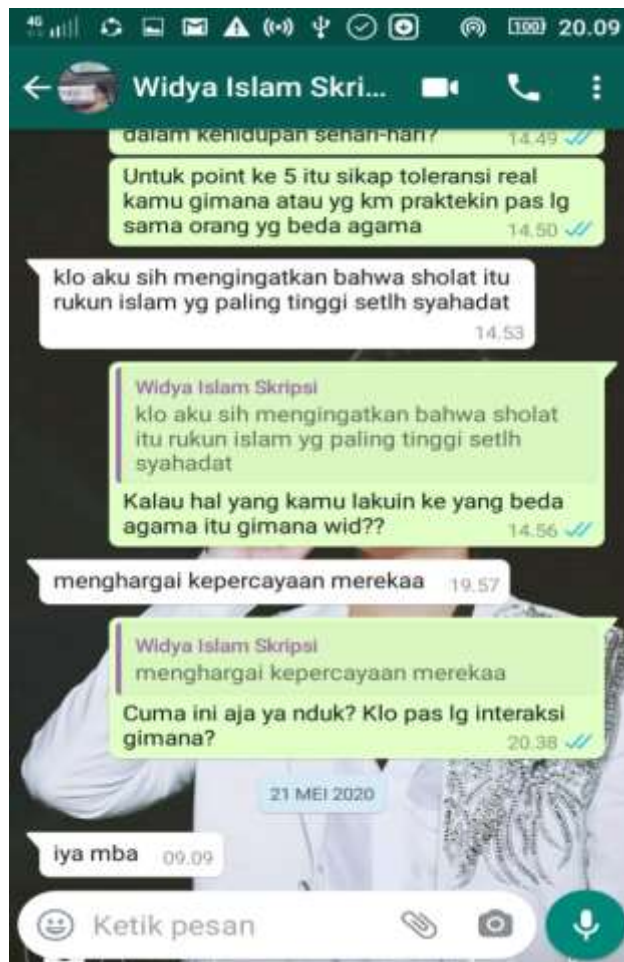 4G
100
20.09
Widya Islam Skri...
dalam kehidupan sehari-hari?
14.49
Untuk point ke 5 itu sikap toleransi real
kamu gimana atau yg km praktekin pas lg
sama orang yg beda agama
14.50
klo aku sih mengingatkan bahwa sholat itu
rukun islam yg paling tinggi setlh syahadat
14.53
Widya Islam Skripsi
klo aku sih mengingatkan bahwa sholat
itu rukun islam yg paling tinggi setlh
syahadat
Kalau hal yang kamu lakuin ke yang beda
agama itu gimana wid??
14.56
menghargai kepercayaan merekaa 19.57
Widya Islam Skripsi
menghargai kepercayaan merekaa
Cuma ini aja ya nduk? Klo pas lg interaksi
gimana?
20.38
21 MEI 2020
iya mba 09.09
Ketik pesan